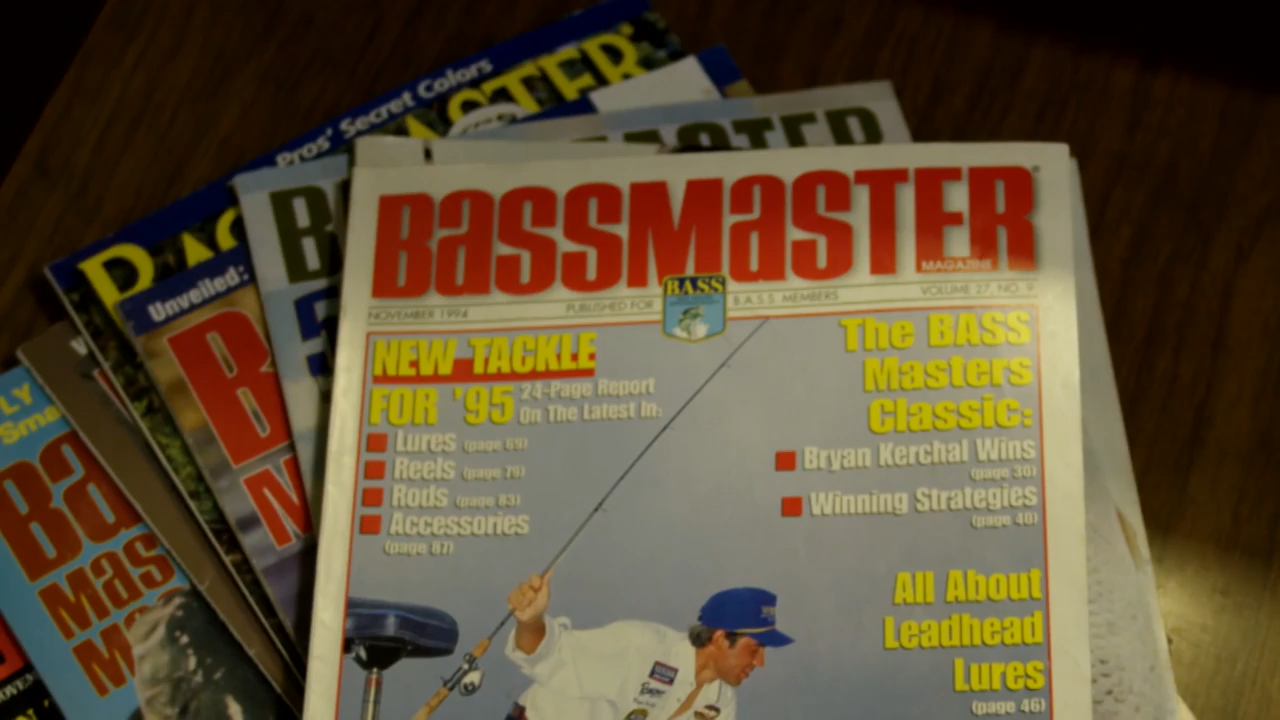 Pros' Secret Colors
BASSMASTER
MAGAZINE
NOVEMBER 1994
PUBLISHED FOR
BASS
B.A.S.S. MEMBERS
VOLUME 27, NO. 9
NEW TACKLE
FOR '95
24-Page Report
On The Latest In:
Lures (page 69)
Reels (page 79)
Rods (page 83)
Accessories
(page 87)
The BASS
Masters
Classic:
Bryan Kerchal Wins
(page 30)
Winning Strategies
(page 40)
All About
Leadhead
Lures
(page 46)
Unveiled: